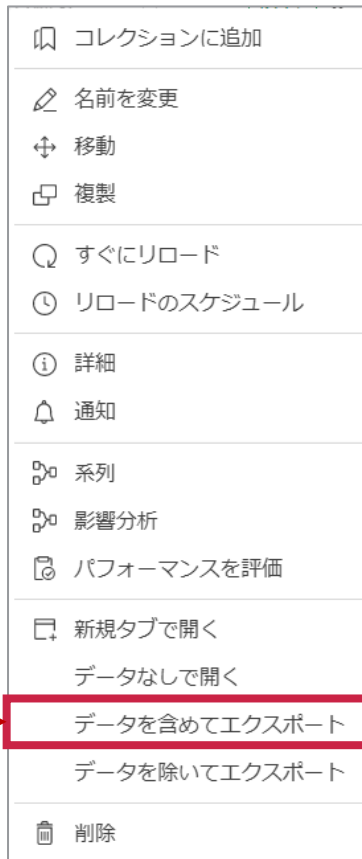 コレクションに追加
名前を変更
移動
複製
すぐにリロード
リロードのスケジュール
詳細
通知
系列
影響分析
パフォーマンスを評価
新規タブで開く
データなしで開く
データを含めてエクスポート
データを除いてエクスポート
削除